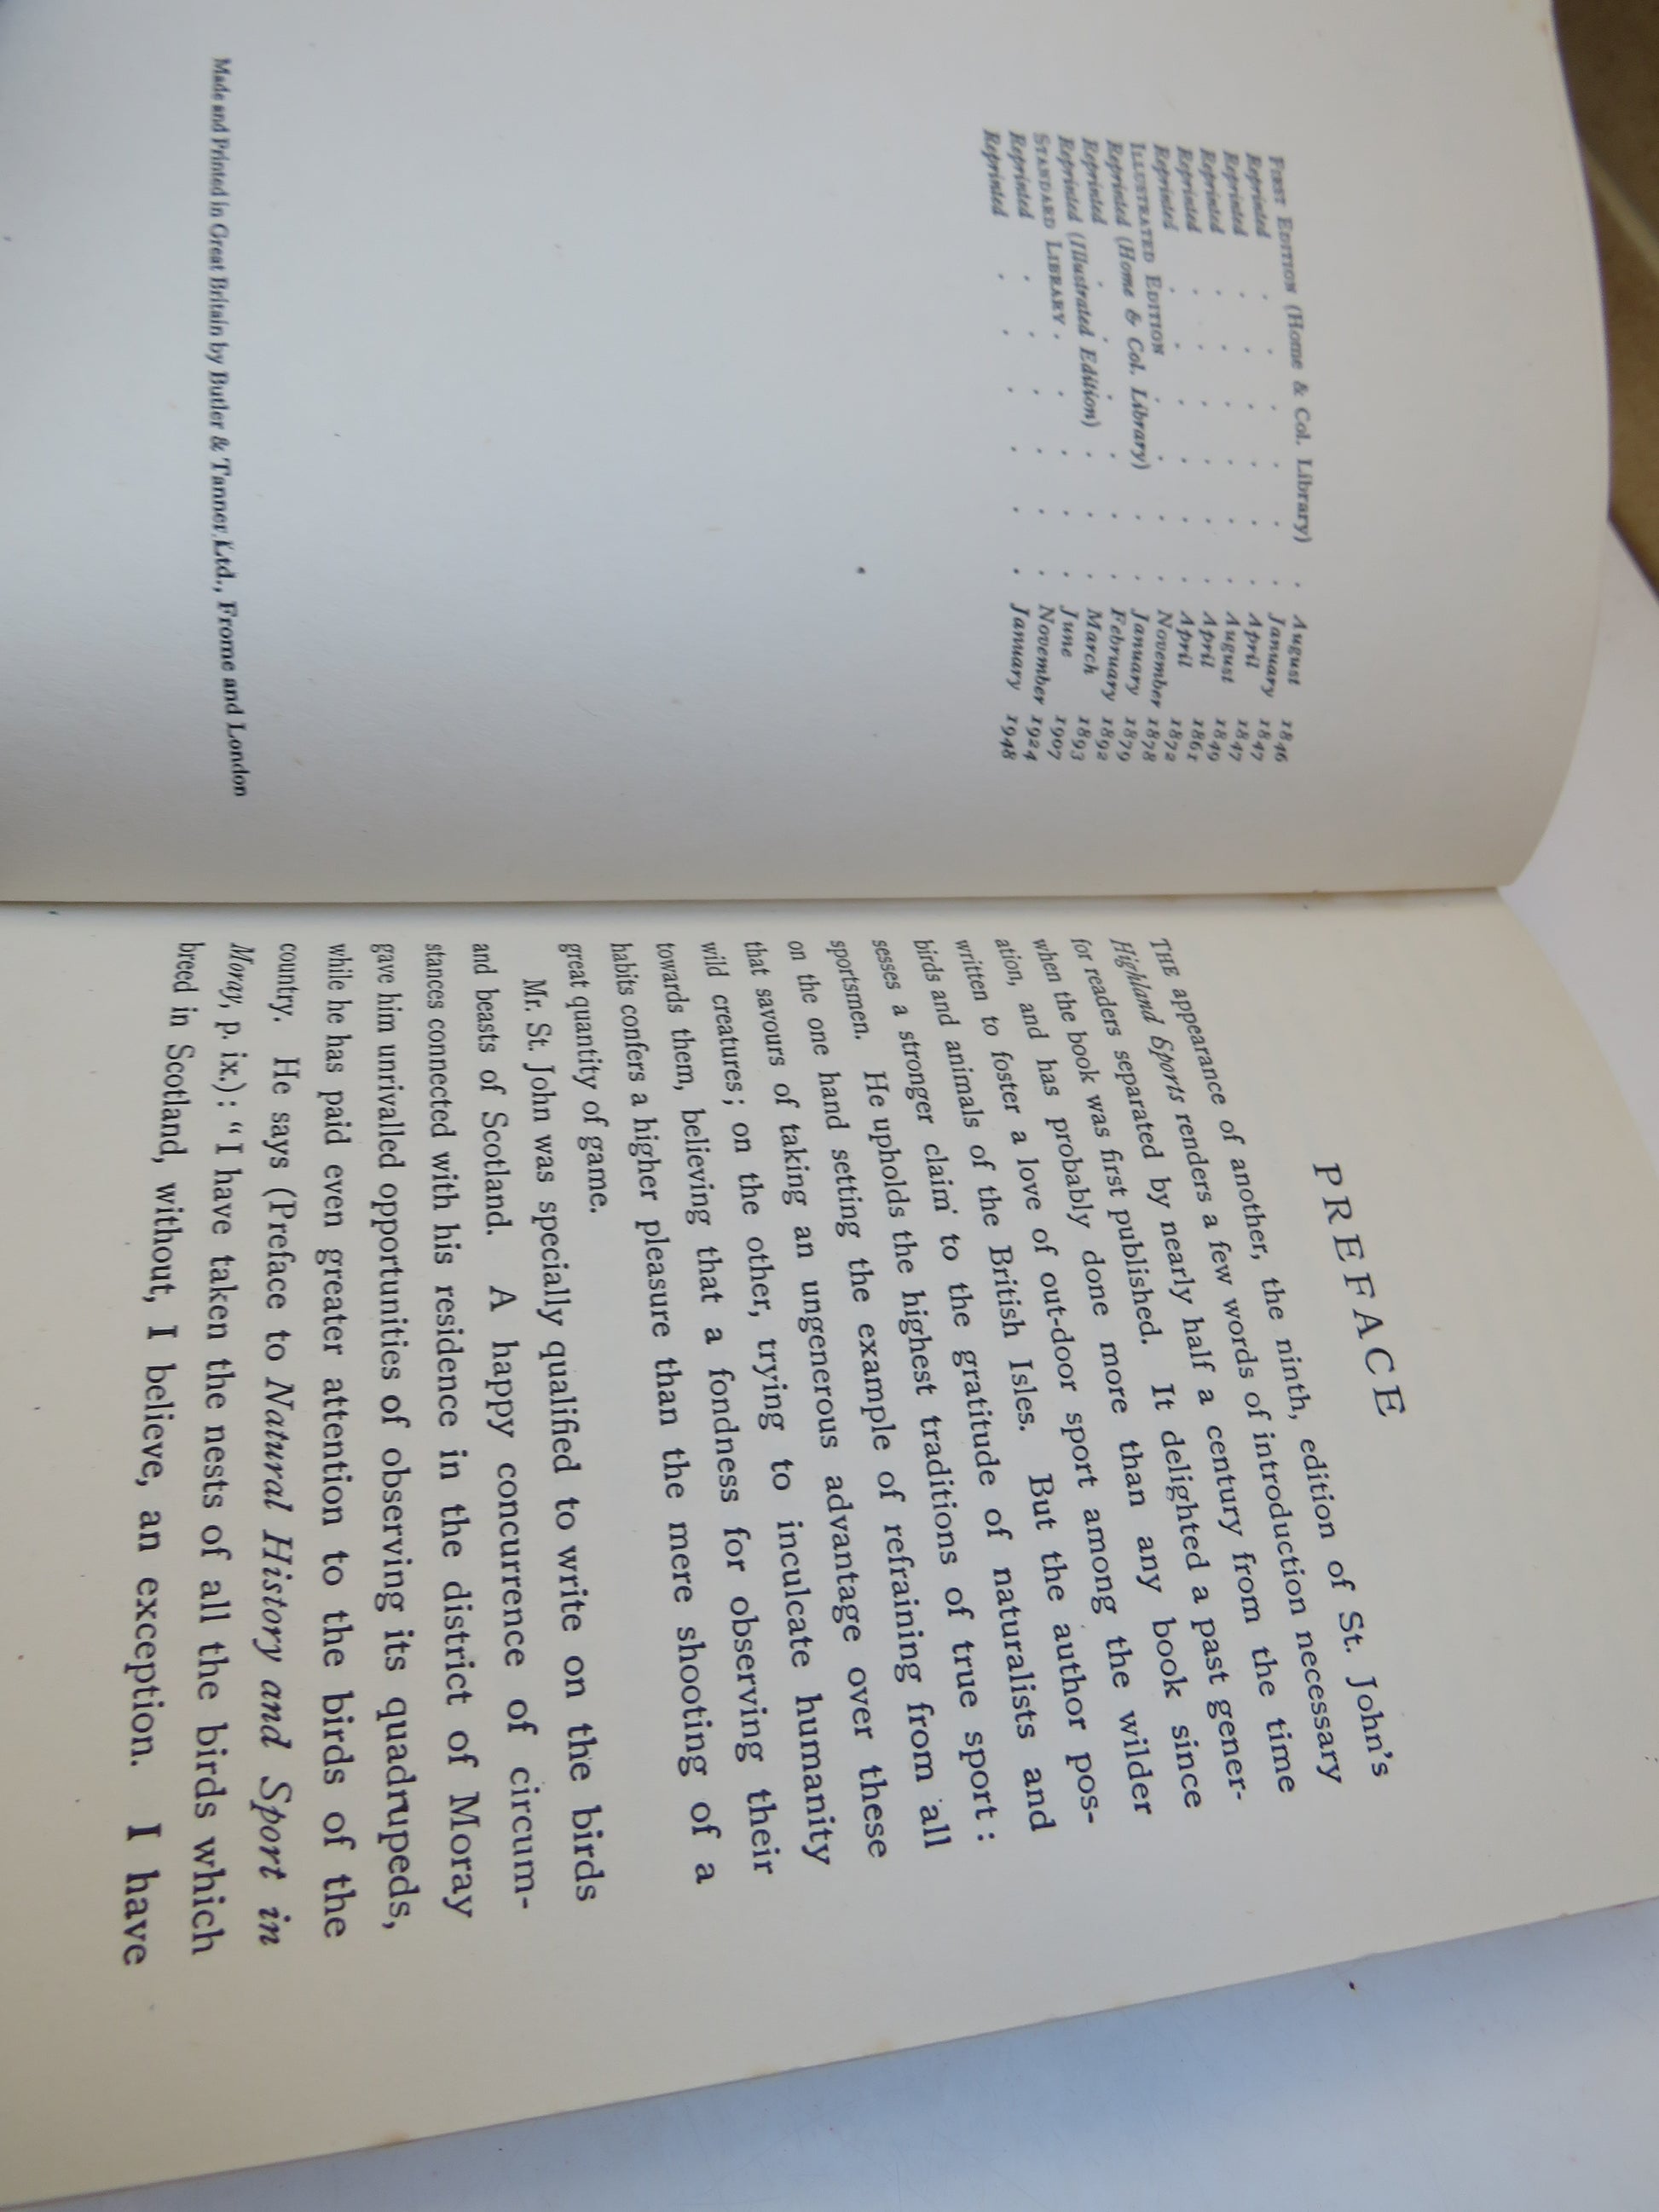 FIRST EDITION (Home & Col. Library) . August 1846
Reprinted . . . . . . January 1847
Reprinted . . . . . . April 1847
Reprinted . . . . . . August 1847
Reprinted . . . . . . April 1849
Reprinted . . . . . . April 1861
Reprinted . . . . . . November 1872
ILLUSTRATED EDITION . . . . January 1878
Reprinted (Home & Col. Library) . . February 1879
Reprinted . . . . . . March 1892
Reprinted (Illustrated Edition) . . . June 1893
STANDARD LIBRARY . . . . . November 1907
Reprinted . . . . . . January 1924
Reprinted . . . . . . 1948
Made and Printed in Great Britain by Butler & Tanner Ltd., Frome and London
PREFACE
THE appearance of another, the ninth, edition of St. John's
Highland Sports renders a few words of introduction necessary
for readers separated by nearly half a century from the time
when the book was first published. It delighted a past gener-
ation, and has probably done more than any book since
written to foster a love of out-door sport among the wilder
birds and animals of the British Isles. But the author pos-
sesses a stronger claim to the gratitude of naturalists and
sportsmen. He upholds the highest traditions of true sport:
on the one hand setting the example of refraining from all
that savours of taking an ungenerous advantage over these
wild creatures; on the other, trying to inculcate humanity
towards them, believing that a fondness for observing their
habits confers a higher pleasure than the mere shooting of a
great quantity of game.
Mr. St. John was specially qualified to write on the birds
and beasts of Scotland. A happy concurrence of circum-
stances connected with his residence in the district of Moray
gave him unrivalled opportunities of observing its quadrupeds,
while he has paid even greater attention to the birds of the
country. He says (Preface to Natural History and Sport in
Moray, p. ix.): "I have taken the nests of all the birds which
breed in Scotland, without, I believe, an exception. I have